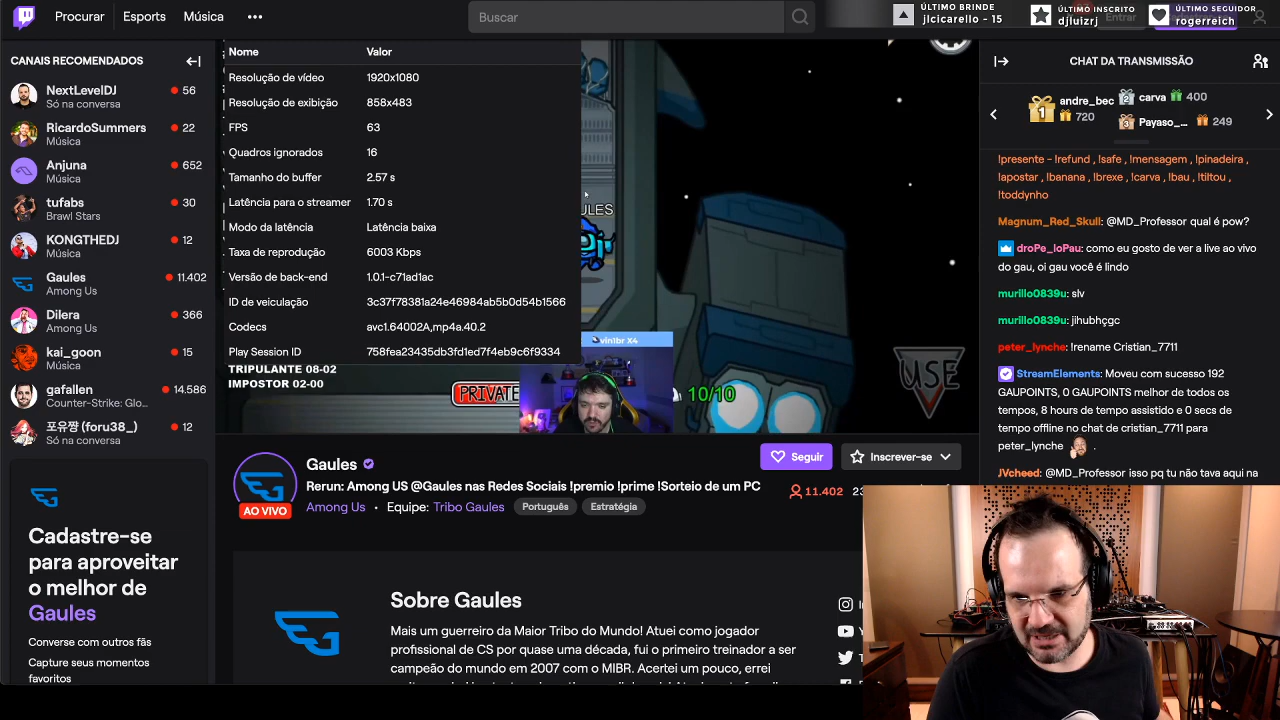 Procurar
Esports
Música
Buscar
Entrar
ÚLTIMO BRINDE
jlcicarello - 15
ÚLTIMO INSCRITO
djluizrj
ÚLTIMO SEGUIDOR
rogerreich
CANAIS RECOMENDADOS
NextLevelDJ 56
Só na conversa
RicardoSummers 22
Música
Anjuna 652
Música
tufabs 30
Brawl Stars
KONGTHEDJ 12
Música
Gaules 11.402
Among Us
Dilera 366
Among Us
kai_goon 15
Música
gafallen 14.586
Counter-Strike: Glo...
포유쨩 (foru38_) 12
Só na conversa
Cadastre-se
para aproveitar
o melhor de
Gaules
Converse com outros fãs
Capture seus momentos
favoritos
Nome Valor
Resolução de vídeo 1920x1080
Resolução de exibição 858x483
FPS 63
Quadros ignorados 16
Tamanho do buffer 2.57 s
Latência para o streamer 1.70 s
Modo da latência Latência baixa
Taxa de reprodução 6003 Kbps
Versão de back-end 1.0.1-c71ad1ac
ID de veiculação 3c37f78381a24e46984ab5b0d54b1566
Codecs avc1.64002A,mp4a.40.2
Play Session ID 758fea23435db3fd1ed7f4eb9c6f9334
TRIPULANTE 08-02
IMPOSTOR 02-00
ULES
vin1br X4
PRIVATE
10/10
USE
Gaules
Seguir
Inscrever-se
Rerun: Among US @Gaules nas Redes Sociais !premio !prime !Sorteio de um PC
11.402
AO VIVO
Among Us • Equipe: Tribo Gaules Português Estratégia
Sobre Gaules
Mais um guerreiro da Maior Tribo do Mundo! Atuei como jogador
profissional de CS por quase uma década, fui o primeiro treinador a ser
campeão do mundo em 2007 com o MIBR. Acertei um pouco, errei
CHAT DA TRANSMISSÃO
1 andre_bec 720
2 carva 400
3 Payaso_... 249
!presente - !refund , !safe , !mensagem , !pinadeira ,
!apostar , !banana , !brexe , !carva , !bau , !tiltou ,
!toddynho
Magnum_Red_Skull: @MD_Professor qual é pow?
droPe_loPau: como eu gosto de ver a live ao vivo
do gau, oi gau você é lindo
murillo0839u: slv
murillo0839u: jihubhçgc
peter_lynche: !rename Cristian_7711
StreamElements: Moveu com sucesso 192
GAUPOINTS, 0 GAUPOINTS melhor de todos os
tempos, 8 hours de tempo assistido e 0 secs de
tempo offline no chat de cristian_7711 para
peter_lynche .
JVcheed: @MD_Professor isso pq tu não tava aqui na